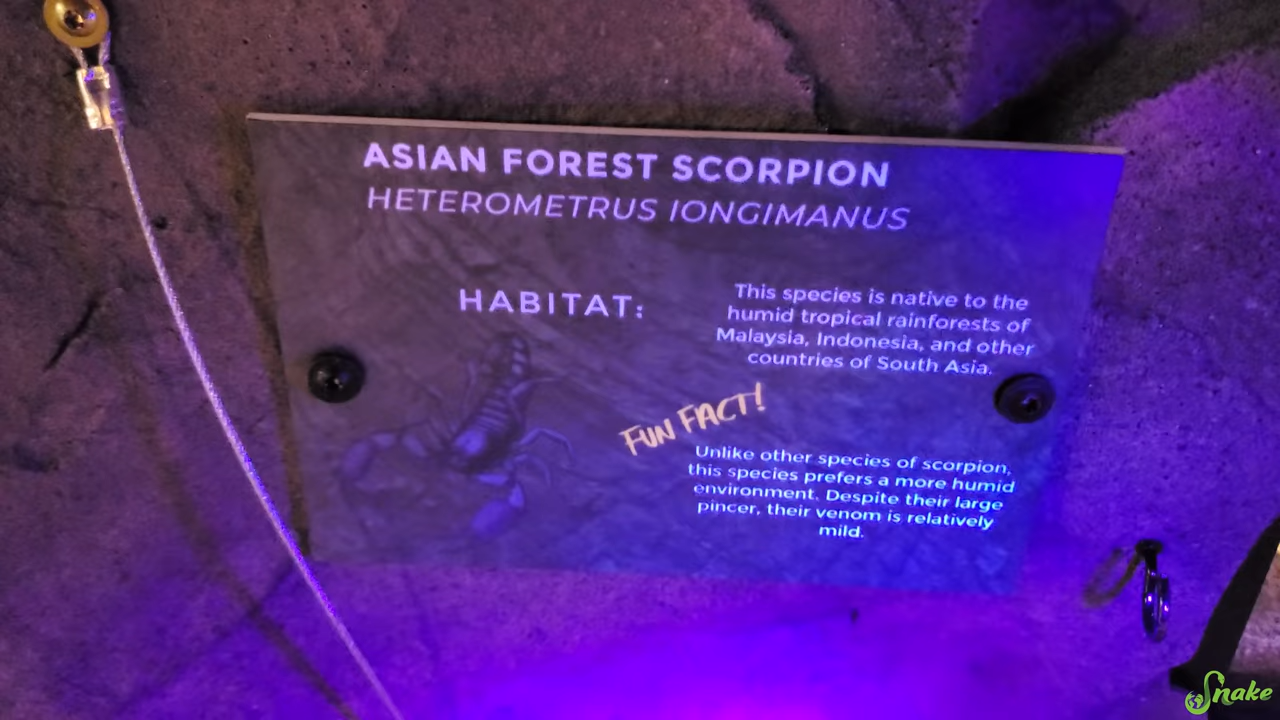 ASIAN FOREST SCORPION
HETEROMETRUS IONGIMANUS
HABITAT:
This species is native to the
humid tropical rainforests of
Malaysia, Indonesia, and other
countries of South Asia.
FUN FACT!
Unlike other species of scorpion,
this species prefers a more humid
environment. Despite their large
pincer, their venom is relatively
mild.
Snake